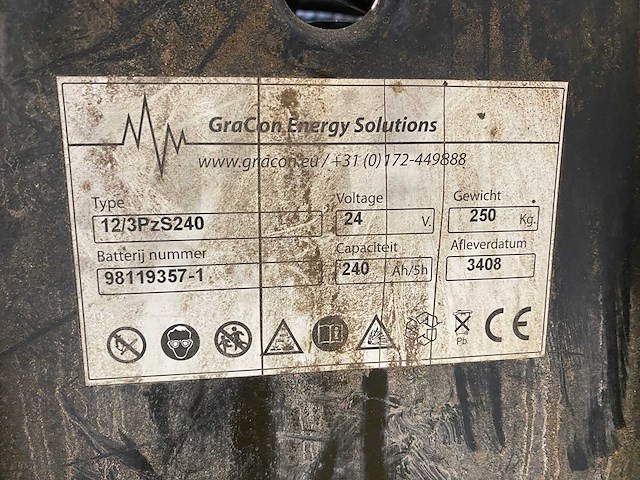 GraCon Energy Solutions
www.gracon.eu / +31 (0)172-449888
Type
12/3PzS240
Voltage
24 V.
Gewicht
250 Kg.
Batterij nummer
98119357-1
Capaciteit
240 Ah/5h
Afleverdatum
3408
Pb
CE